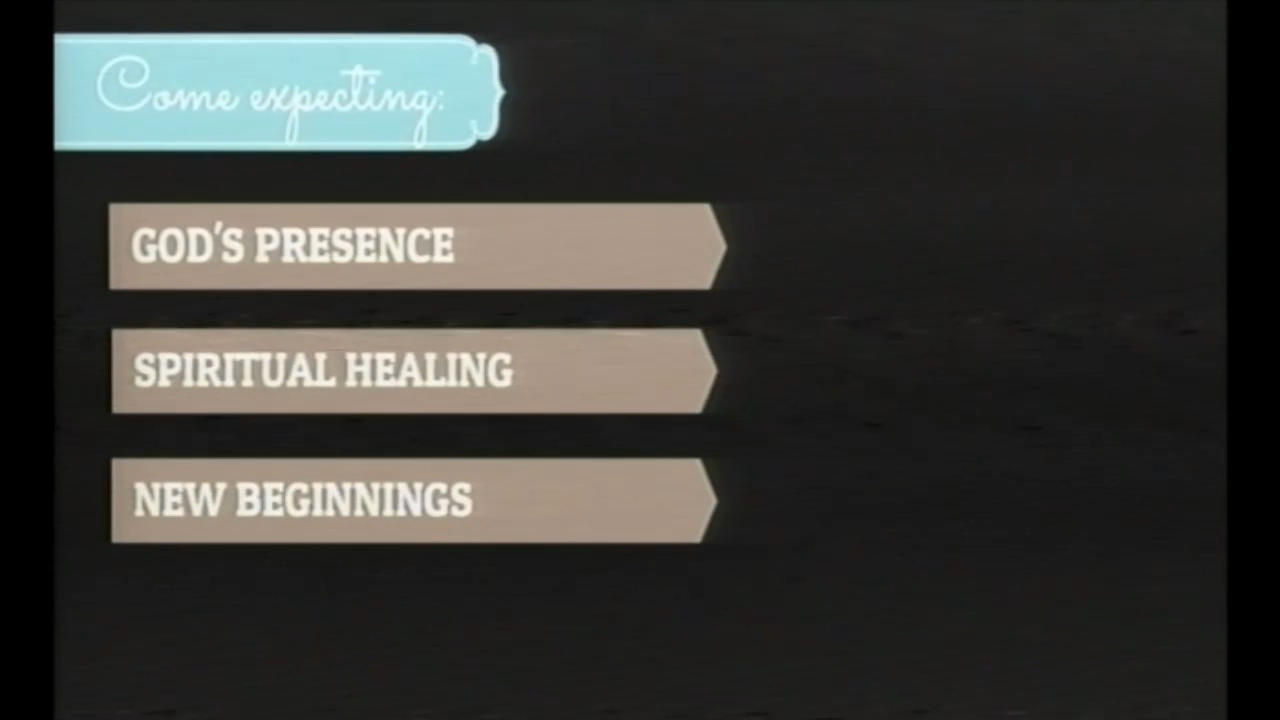 Come expecting:
GOD'S PRESENCE
SPIRITUAL HEALING
NEW BEGINNINGS